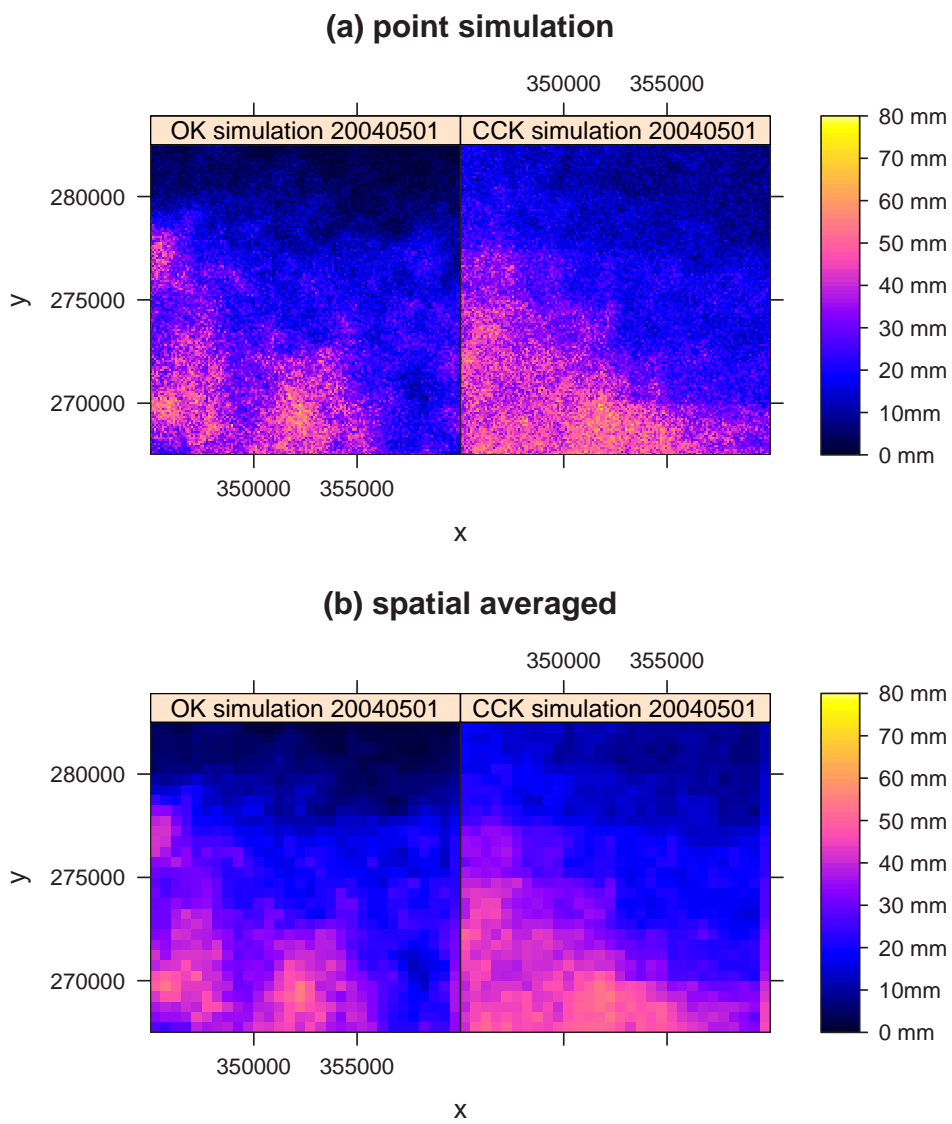 (a) point simulation
350000 355000
OK simulation 20040501 CCK simulation 20040501
80 mm
70 mm
60 mm
50 mm
40 mm
30 mm
20 mm
10mm
0 mm
280000
275000
270000
y
350000 355000
x
(b) spatial averaged
350000 355000
OK simulation 20040501 CCK simulation 20040501
80 mm
70 mm
60 mm
50 mm
40 mm
30 mm
20 mm
10mm
0 mm
280000
275000
270000
y
350000 355000
x